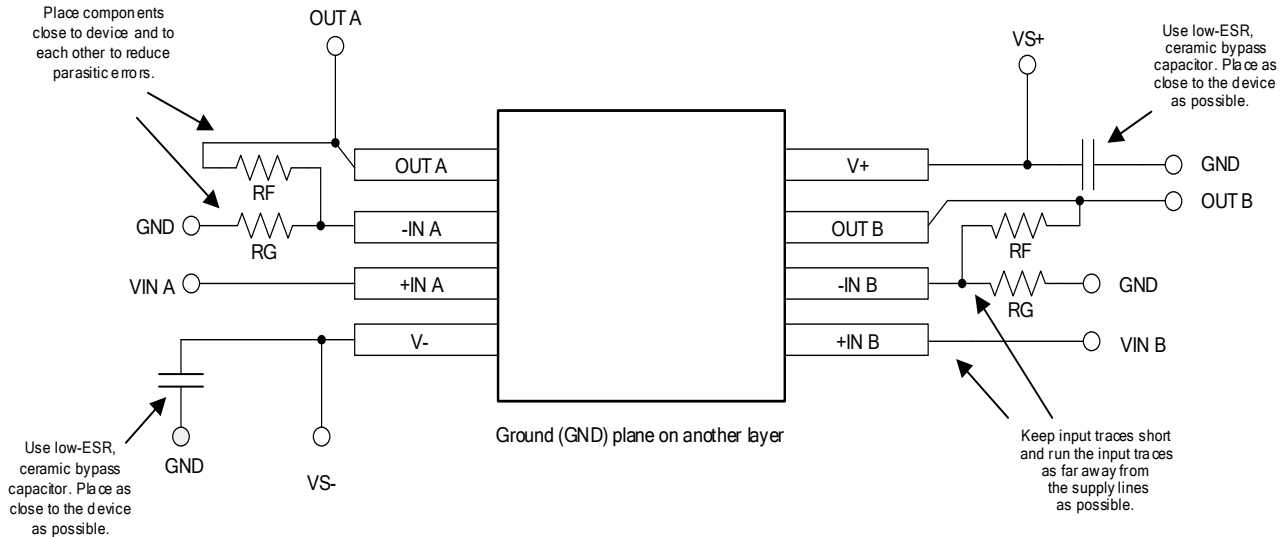 Place components
close to device and to
each other to reduce
parasitic errors.
OUT A
VS+
Use low-ESR,
ceramic bypass
capacitor. Place as
close to the device
as possible.
OUT A
V+
GND
RF
OUT B
GND
-IN A
OUT B
RF
RG
VIN A
+IN A
-IN B
GND
RG
V-
+IN B
VIN B
Ground (GND) plane on another layer
Use low-ESR,
ceramic bypass
capacitor. Place as
close to the device
as possible.
GND
VS-
Keep input traces short
and run the input traces
as far away from
the supply lines
as possible.